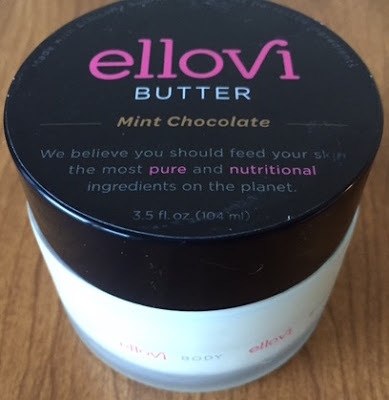 ellovi
BUTTER
Mint Chocolate
We believe you should feed your skin
the most pure and nutritional
ingredients on the planet.
3.5 fl.oz (104 ml)
ellovi BODY ellovi